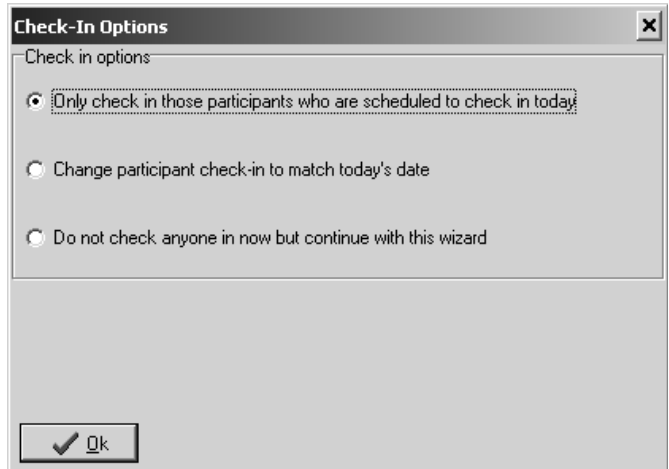 Check-In Options
Check in options
Only check in those participants who are scheduled to check in today
Change participant check-in to match today's date
Do not check anyone in now but continue with this wizard
Ok